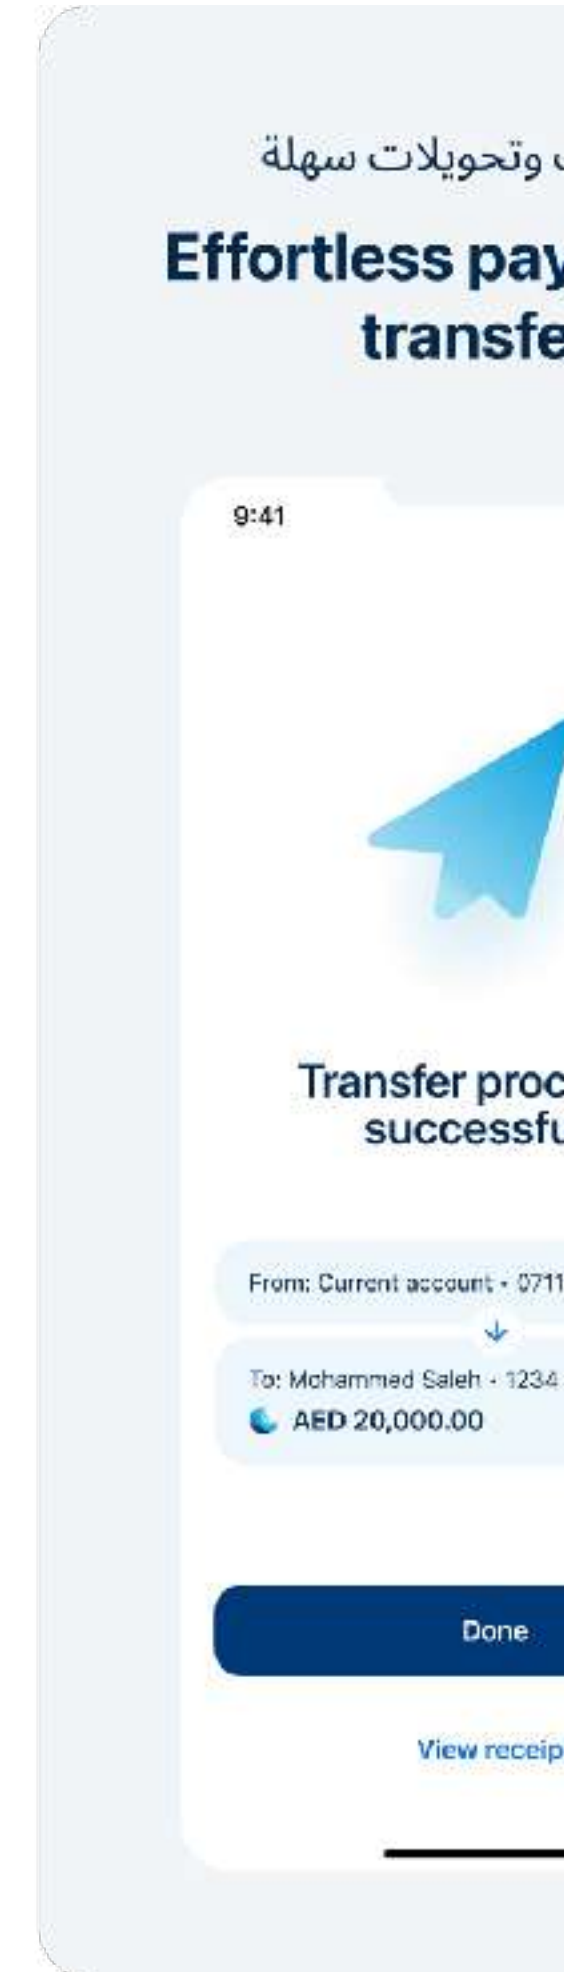 وتحويلات سهلة
Effortless pay
transfe
9:41
Transfer proc
successfu
From: Current account • 0711
To: Mohammed Saleh • 1234
AED 20,000.00
Done
View receip